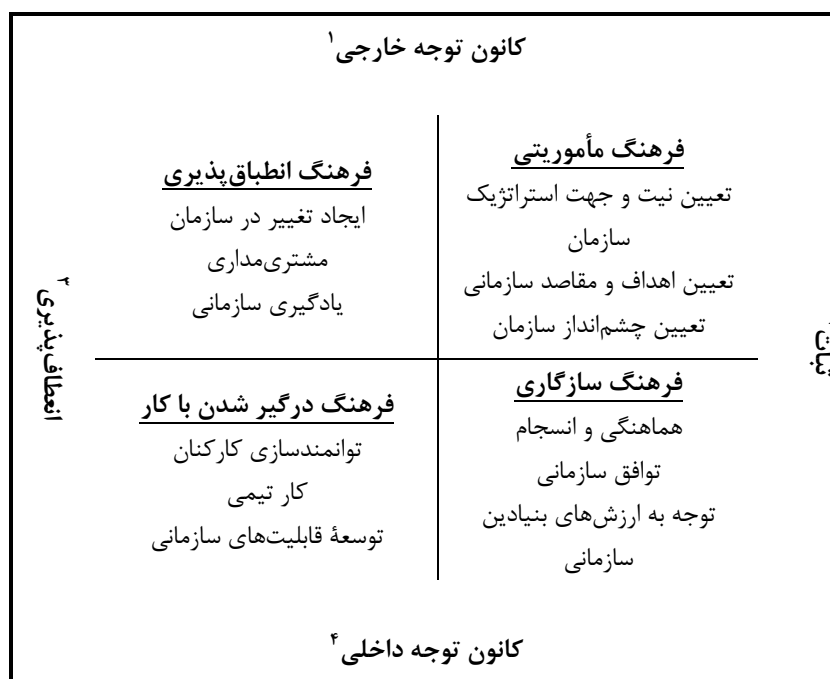 کانون توجه خارجی۱
فرهنگ مأموریتی
تعیین نیت و جهت استراتژیک
سازمان
تعیین اهداف و مقاصد سازمانی
تعیین چشم‌انداز سازمان
فرهنگ انطباق‌پذیری
ایجاد تغییر در سازمان
مشتری‌مداری
یادگیری سازمانی
انعطاف‌پذیری۳
فرهنگ سازگاری
هماهنگی و انسجام
توافق سازمانی
توجه به ارزش‌های بنیادین
سازمانی
فرهنگ درگیر شدن با کار
توانمندسازی کارکنان
کار تیمی
توسعهٔ قابلیت‌های سازمانی
کانون توجه داخلی۴